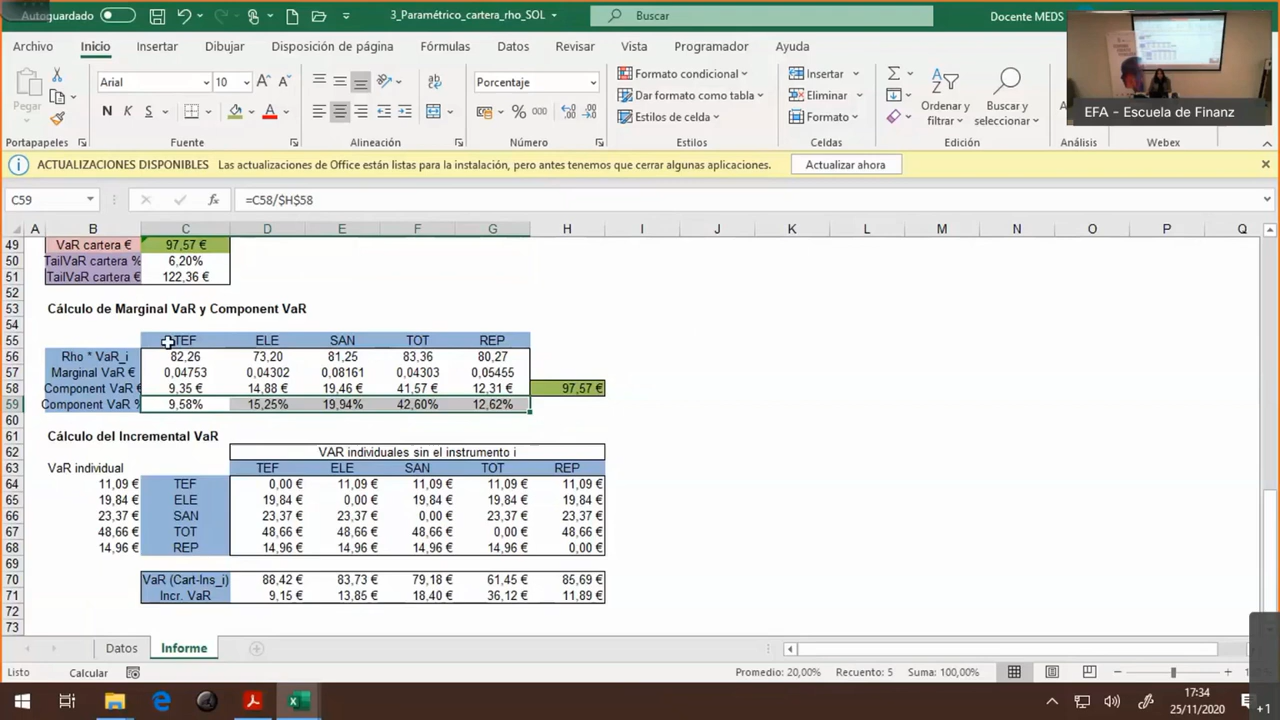 Autoguardado 3_Paramétrico_cartera_rho_SOL Buscar Docente MEDS
Archivo Inicio Insertar Dibujar Disposición de página Fórmulas Datos Revisar Vista Programador Ayuda
EFA - Escuela de Finanz
Pegar Arial 10 Porcentaje
N K S
% 000
Formato condicional
Dar formato como tabla
Estilos de celda
Insertar
Eliminar
Formato
Ordenar y filtrar
Buscar y seleccionar
Portapapeles Fuente Alineación Número Estilos Celdas Edición Análisis Webex
ACTUALIZACIONES DISPONIBLES Las actualizaciones de Office están listas para la instalación, pero antes tenemos que cerrar algunas aplicaciones. Actualizar ahora
C59 fx =C58/$H$58
A B C D E F G H I J K L M N O P Q
49 VaR cartera € 97,57 €
50 TailVaR cartera % 6,20%
51 TailVaR cartera € 122,36 €
52
53 Cálculo de Marginal VaR y Component VaR
54
55 TEF ELE SAN TOT REP
56 Rho * VaR_i 82,26 73,20 81,25 83,36 80,27
57 Marginal VaR € 0,04753 0,04302 0,08161 0,04303 0,05455
58 Component VaR € 9,35 € 14,88 € 19,46 € 41,57 € 12,31 € 97,57 €
59 Component VaR % 9,58% 15,25% 19,94% 42,60% 12,62%
60
61 Cálculo del Incremental VaR
62 VAR individuales sin el instrumento i
63 VaR individual TEF ELE SAN TOT REP
64 11,09 € TEF 0,00 € 11,09 € 11,09 € 11,09 € 11,09 €
65 19,84 € ELE 19,84 € 0,00 € 19,84 € 19,84 € 19,84 €
66 23,37 € SAN 23,37 € 23,37 € 0,00 € 23,37 € 23,37 €
67 48,66 € TOT 48,66 € 48,66 € 48,66 € 0,00 € 48,66 €
68 14,96 € REP 14,96 € 14,96 € 14,96 € 14,96 € 0,00 €
69
70 VaR (Cart-Ins_i) 88,42 € 83,73 € 79,18 € 61,45 € 85,69 €
71 Incr. VaR 9,15 € 13,85 € 18,40 € 36,12 € 11,89 €
72
73
Datos Informe
Listo Calcular Promedio: 20,00% Recuento: 5 Suma: 100,00%
17:34
25/11/2020
+1